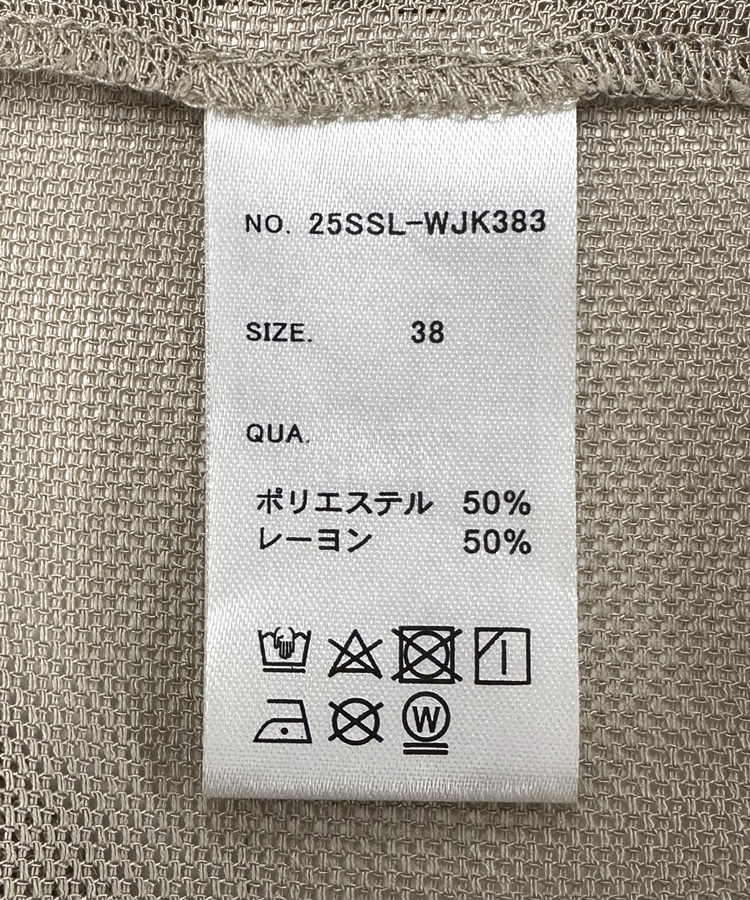 NO. 25SSL-WJK383
SIZE. 38
QUA.
ポリエステル 50%
レーヨン 50%
W